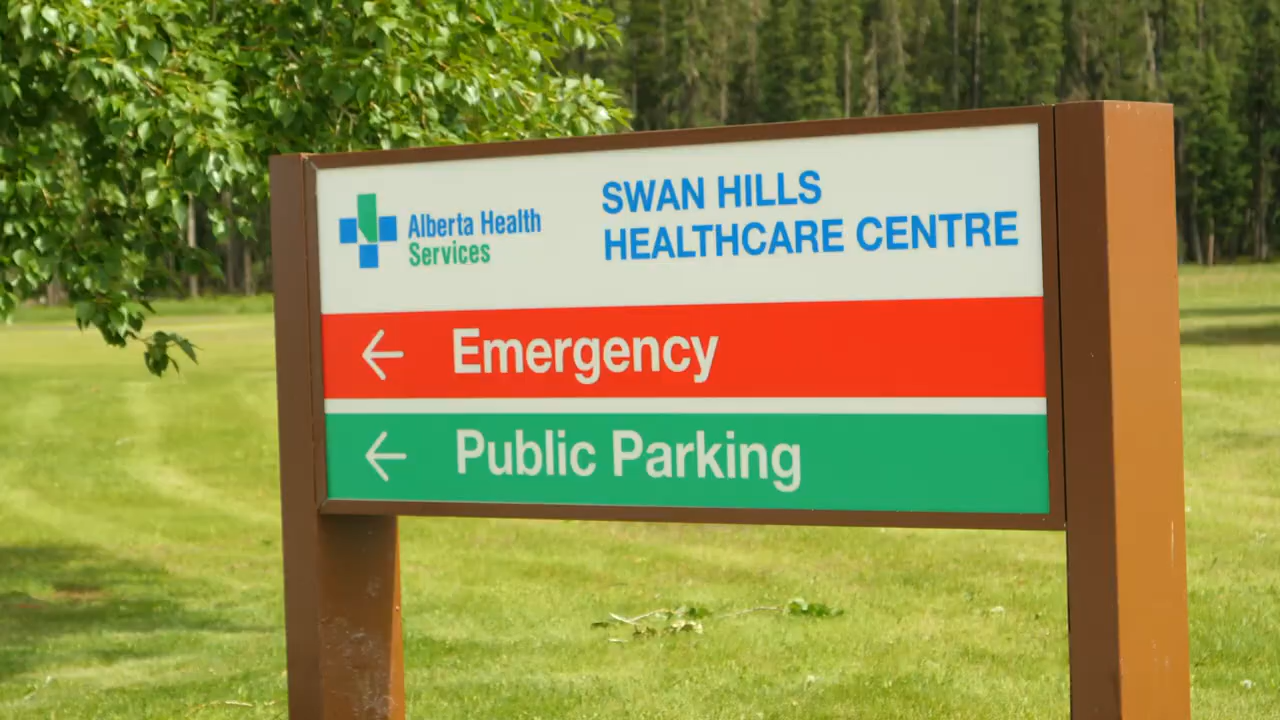 Alberta Health
Services
SWAN HILLS
HEALTHCARE CENTRE
← Emergency
← Public Parking